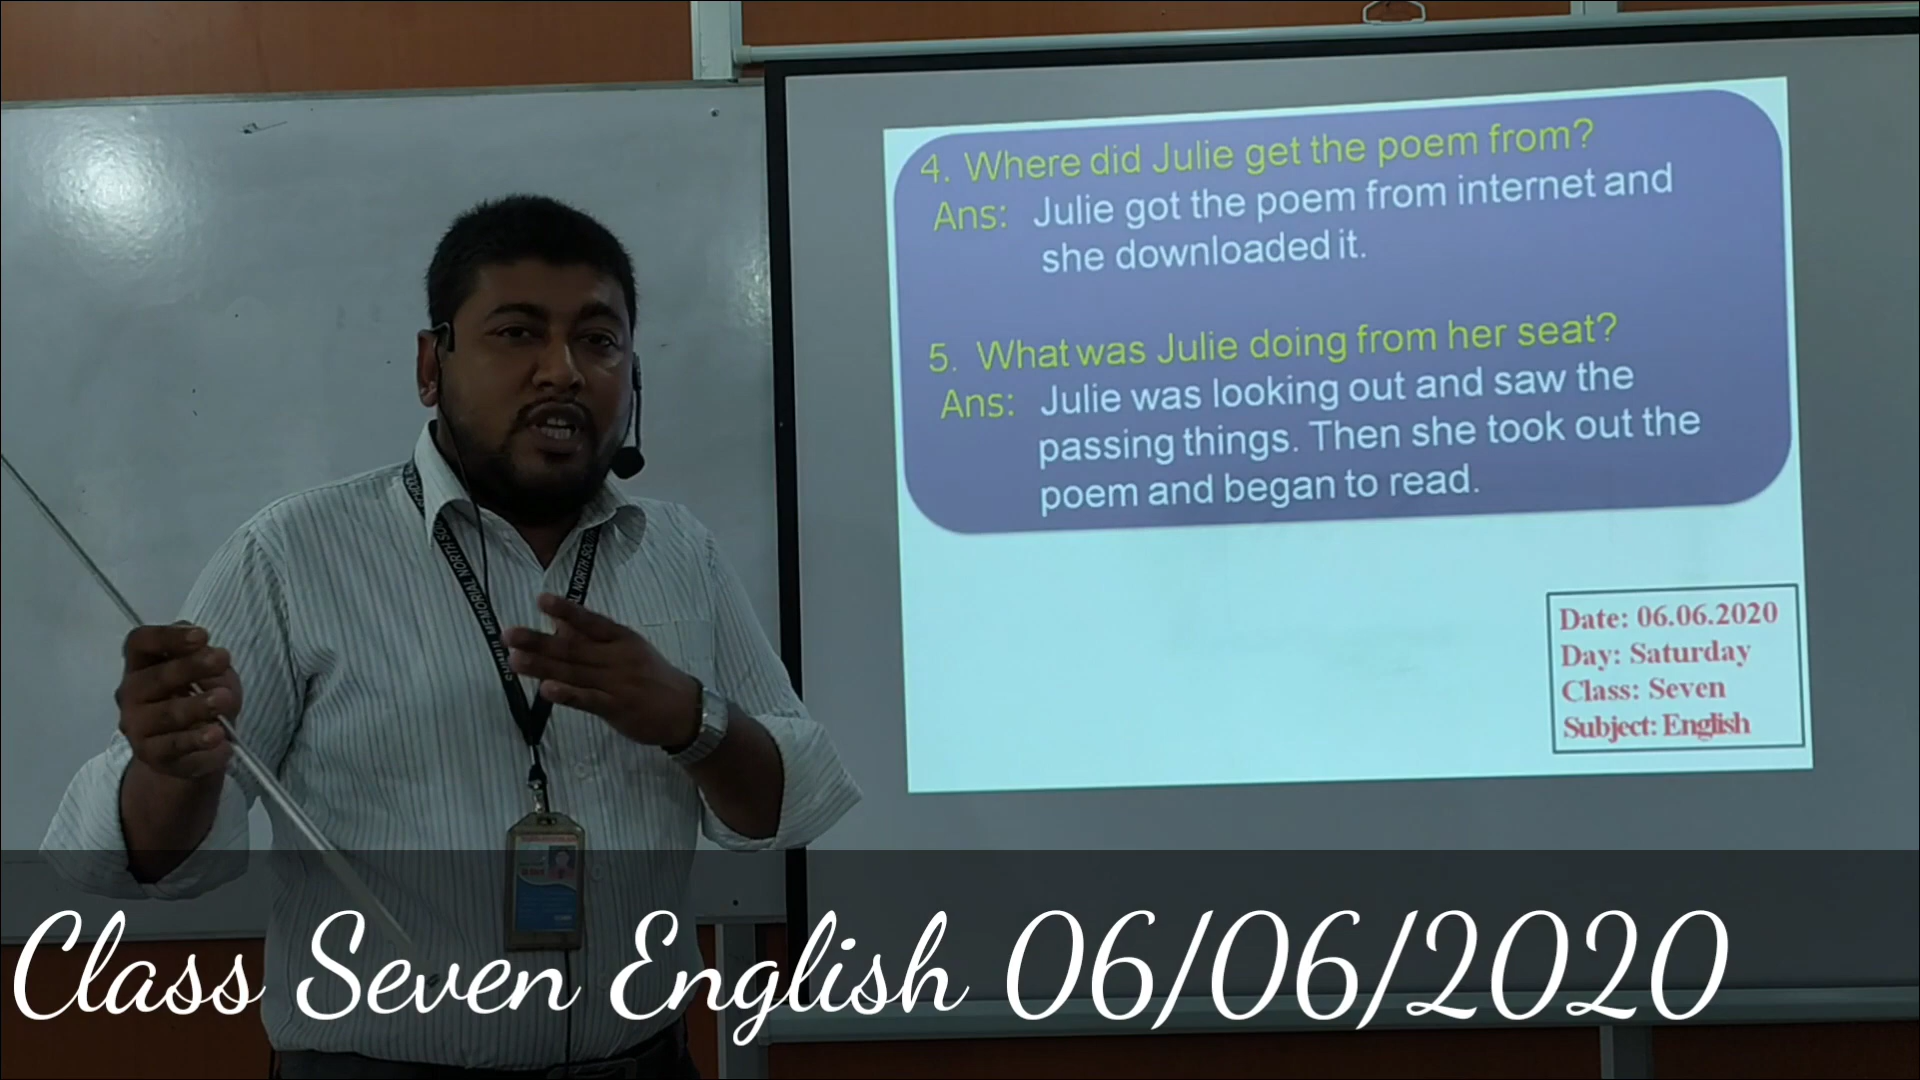 4. Where did Julie get the poem from?
Ans: Julie got the poem from internet and
she downloaded it.
5. What was Julie doing from her seat?
Ans: Julie was looking out and saw the
passing things. Then she took out the
poem and began to read.
Date: 06.06.2020
Day: Saturday
Class: Seven
Subject: English
MEMORIAL NORTH SOUTH
Class Seven English 06/06/2020